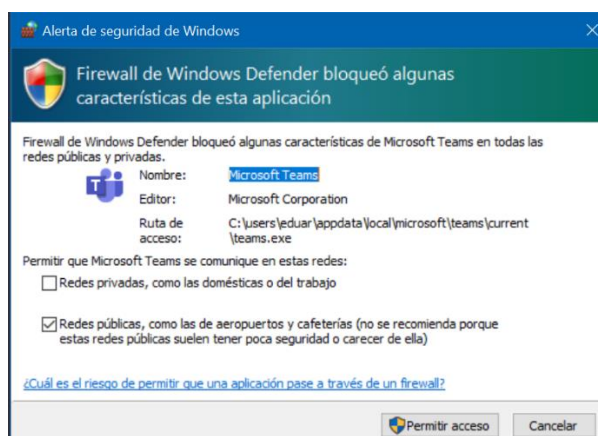 Alerta de seguridad de Windows
Firewall de Windows Defender bloqueó algunas
características de esta aplicación
Firewall de Windows Defender bloqueó algunas características de Microsoft Teams en todas las
redes públicas y privadas.
Nombre: Microsoft Teams
Editor: Microsoft Corporation
Ruta de acceso: C:\users\eduar\appdata\local\microsoft\teams\current
\teams.exe
Permitir que Microsoft Teams se comunique en estas redes:
Redes privadas, como las domésticas o del trabajo
Redes públicas, como las de aeropuertos y cafeterías (no se recomienda porque
estas redes públicas suelen tener poca seguridad o carecer de ella)
¿Cuál es el riesgo de permitir que una aplicación pase a través de un firewall?
Permitir acceso Cancelar